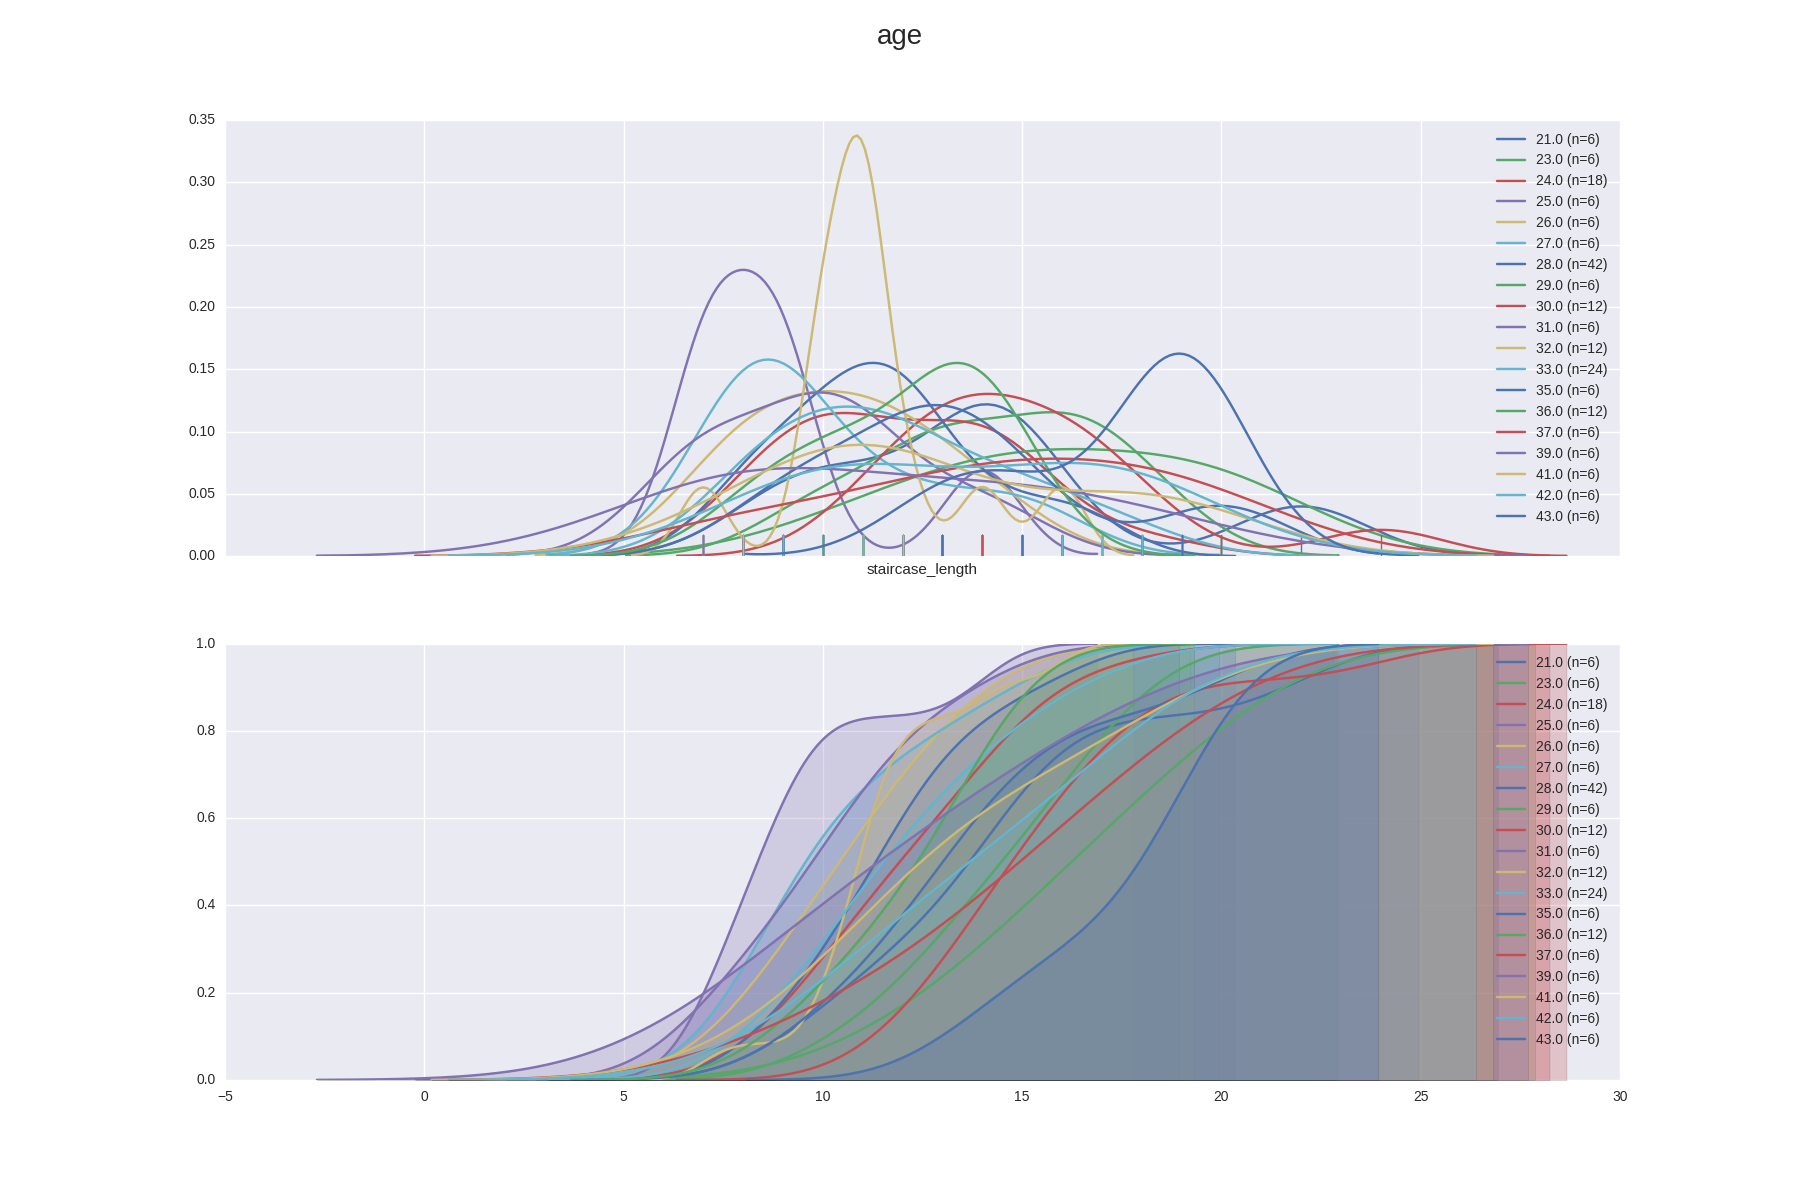 age
0.35
0.30
0.25
0.20
0.15
0.10
0.05
0.00
21.0 (n=6)
23.0 (n=6)
24.0 (n=18)
25.0 (n=6)
26.0 (n=6)
27.0 (n=6)
28.0 (n=42)
29.0 (n=6)
30.0 (n=12)
31.0 (n=6)
32.0 (n=12)
33.0 (n=24)
35.0 (n=6)
36.0 (n=12)
37.0 (n=6)
39.0 (n=6)
41.0 (n=6)
42.0 (n=6)
43.0 (n=6)
staircase_length
1.0
0.8
0.6
0.4
0.2
0.0
21.0 (n=6)
23.0 (n=6)
24.0 (n=18)
25.0 (n=6)
26.0 (n=6)
27.0 (n=6)
28.0 (n=42)
29.0 (n=6)
30.0 (n=12)
31.0 (n=6)
32.0 (n=12)
33.0 (n=24)
35.0 (n=6)
36.0 (n=12)
37.0 (n=6)
39.0 (n=6)
41.0 (n=6)
42.0 (n=6)
43.0 (n=6)
−5 0 5 10 15 20 25 30